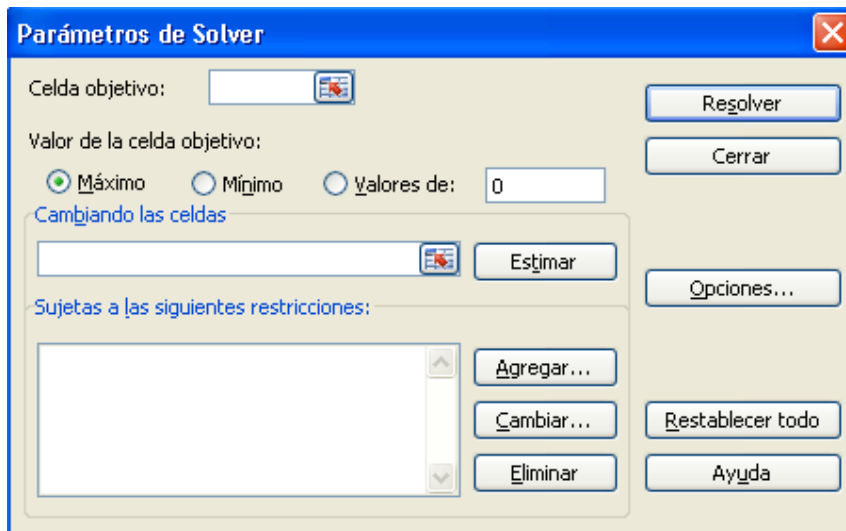 Parámetros de Solver
Celda objetivo:
Resolver
Valor de la celda objetivo:
Cerrar
Máximo Mínimo Valores de: 0
Cambiando las celdas
Estimar
Opciones...
Sujetas a las siguientes restricciones:
Agregar...
Cambiar... Restablecer todo
Eliminar Ayuda